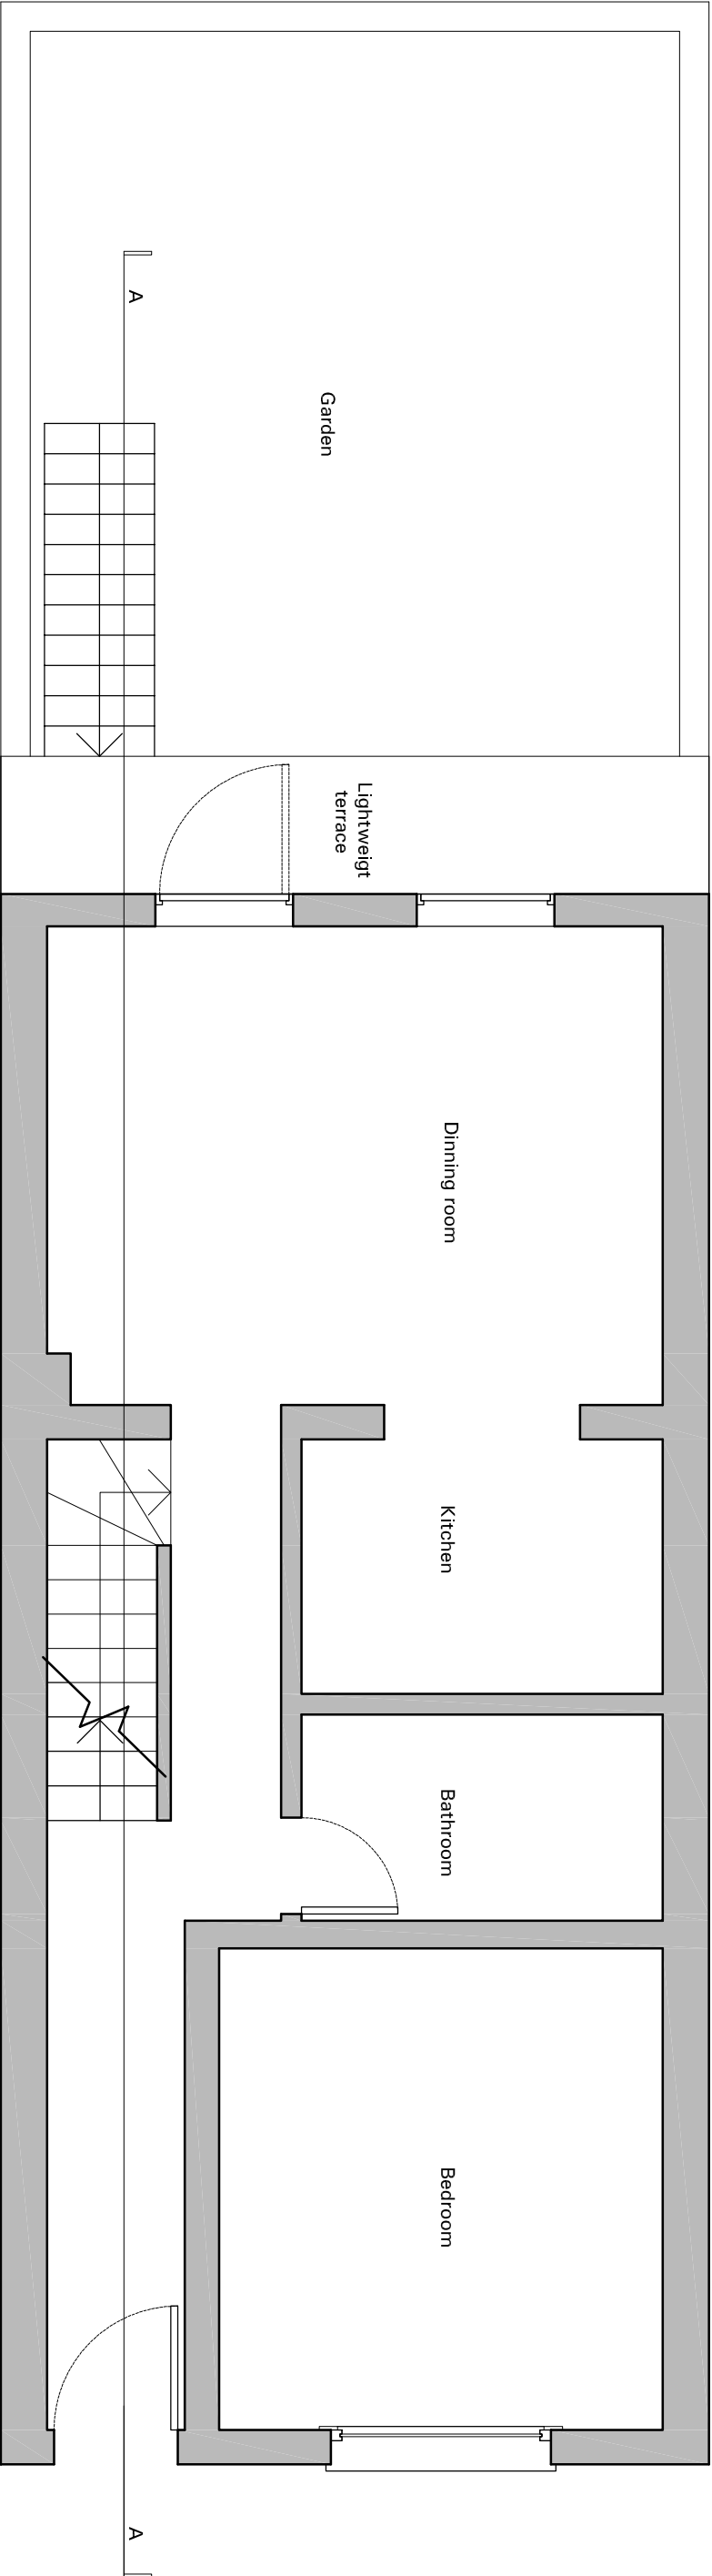 A
Garden
Lightweigt
terrace
Dinning room
Kitchen
Bathroom
Bedroom
A